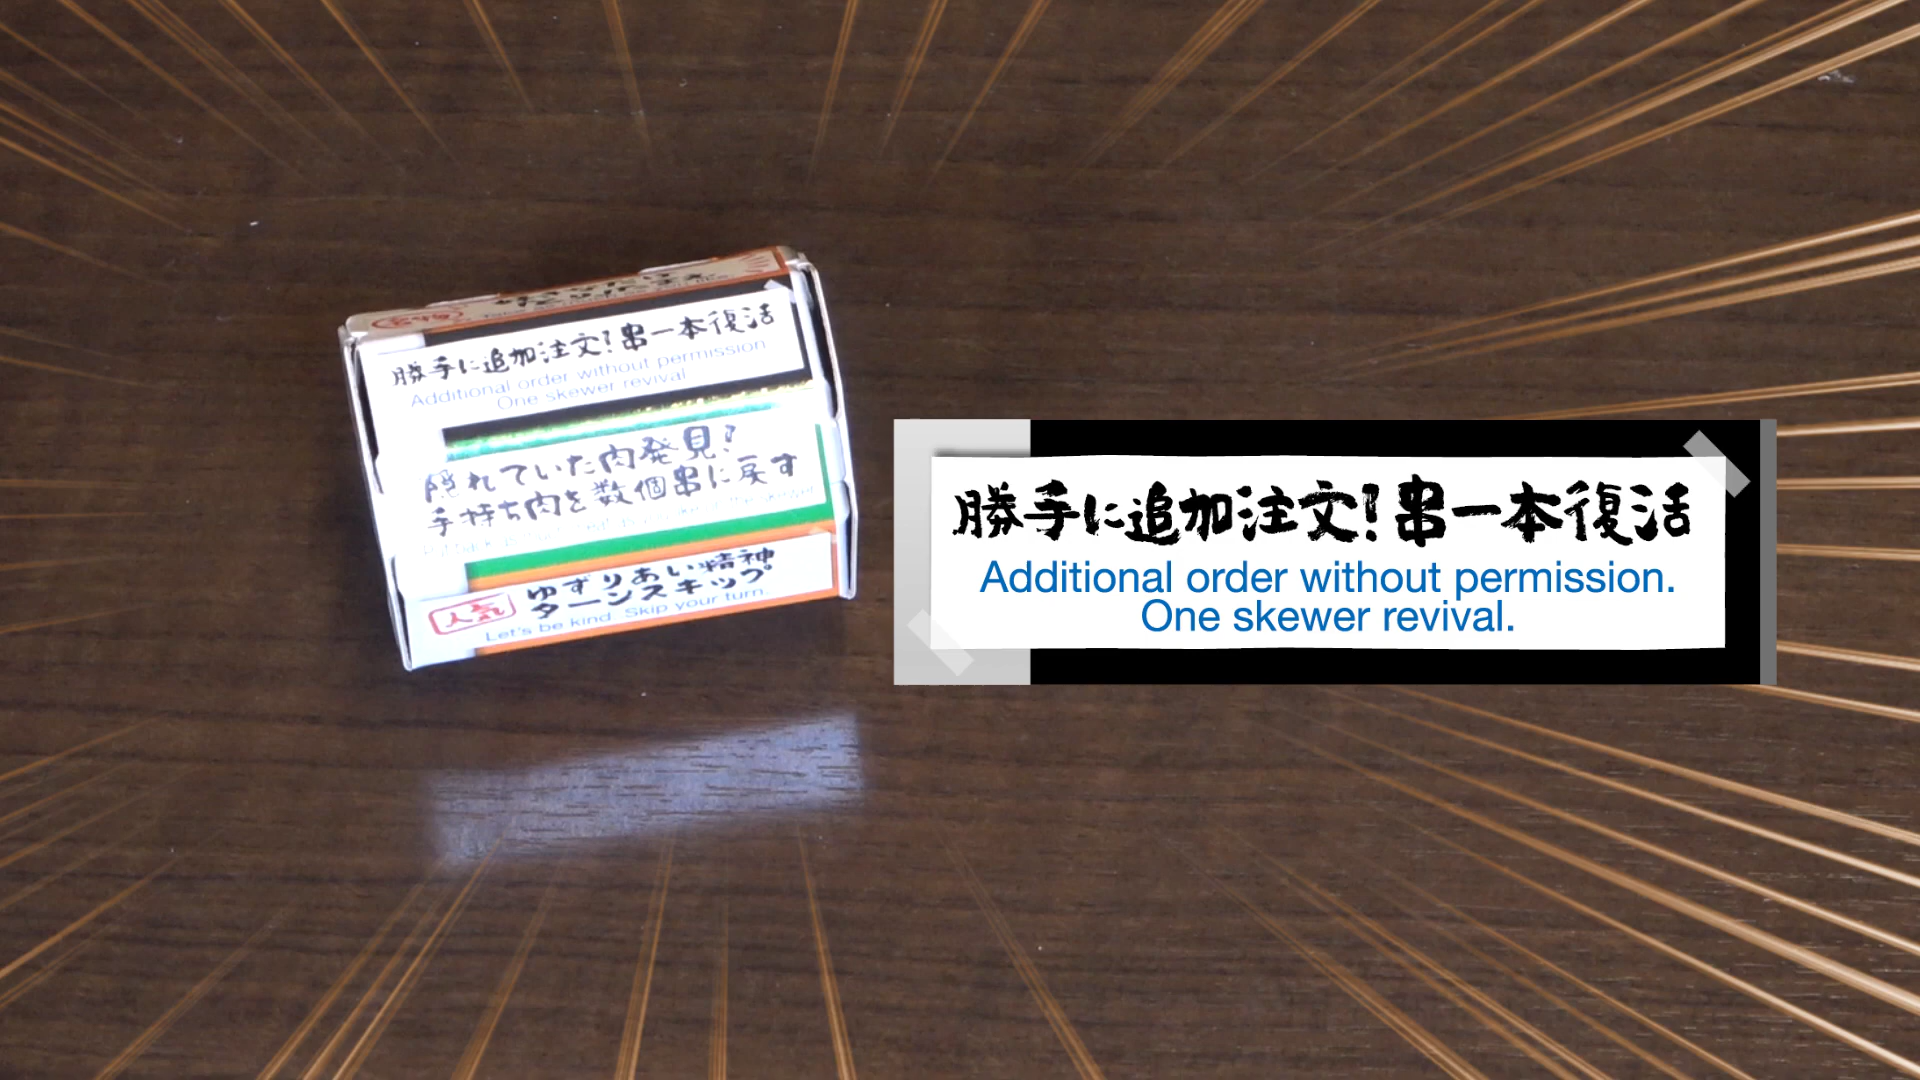 名物
勝手に追加注文!串一本復活
Additional order without permission
One skewer revival
隠れていた肉発見!
手持ち肉を数個串に戻す
人気
ゆずりあい精神
ターンスキップ
Let's be kind Skip your turn.
勝手に追加注文!串一本復活
Additional order without permission.
One skewer revival.